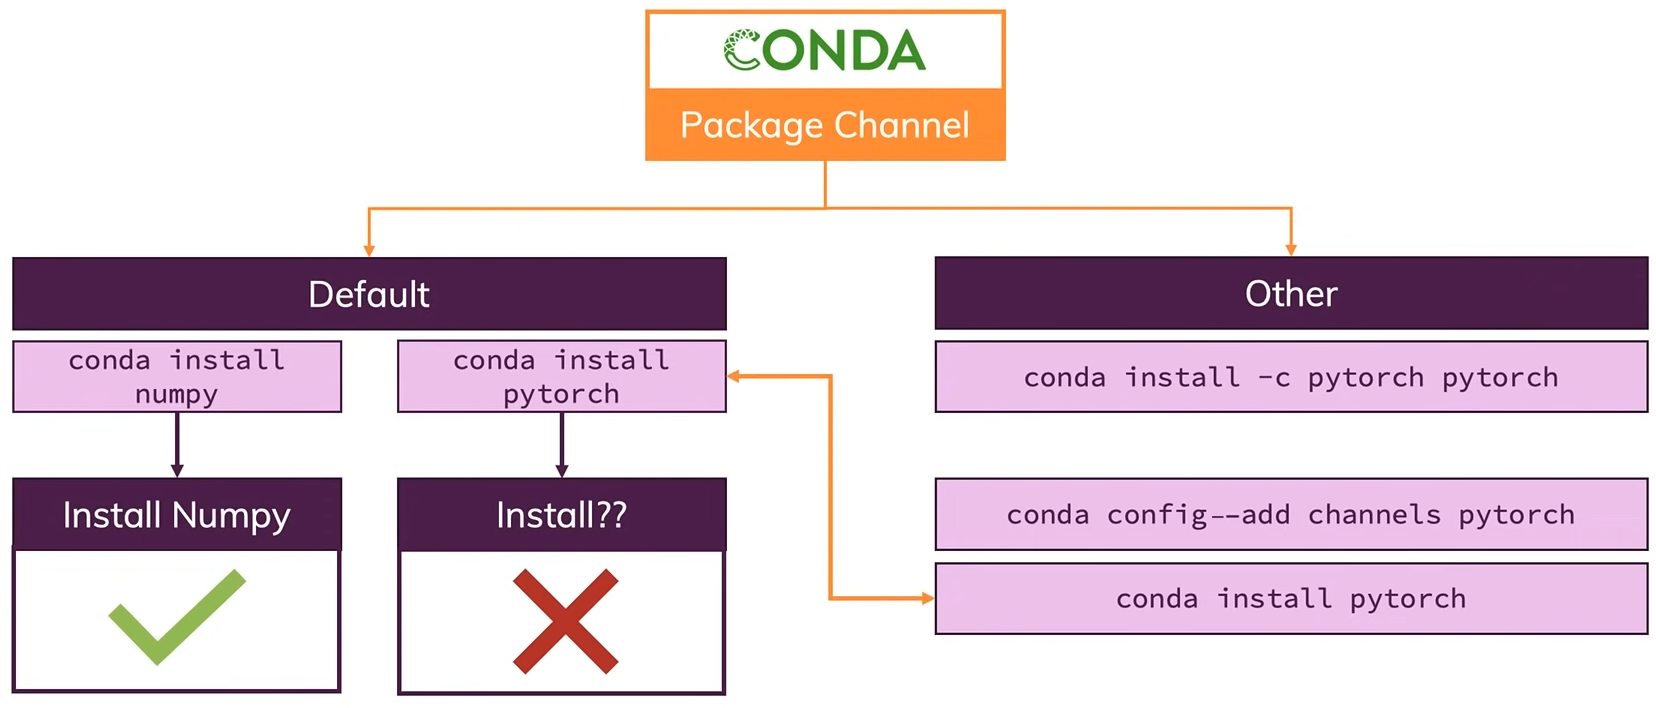 CONDA
Package Channel
Default
Other
conda install
numpy
conda install
pytorch
conda install -c pytorch pytorch
Install Numpy
Install??
conda config--add channels pytorch
conda install pytorch